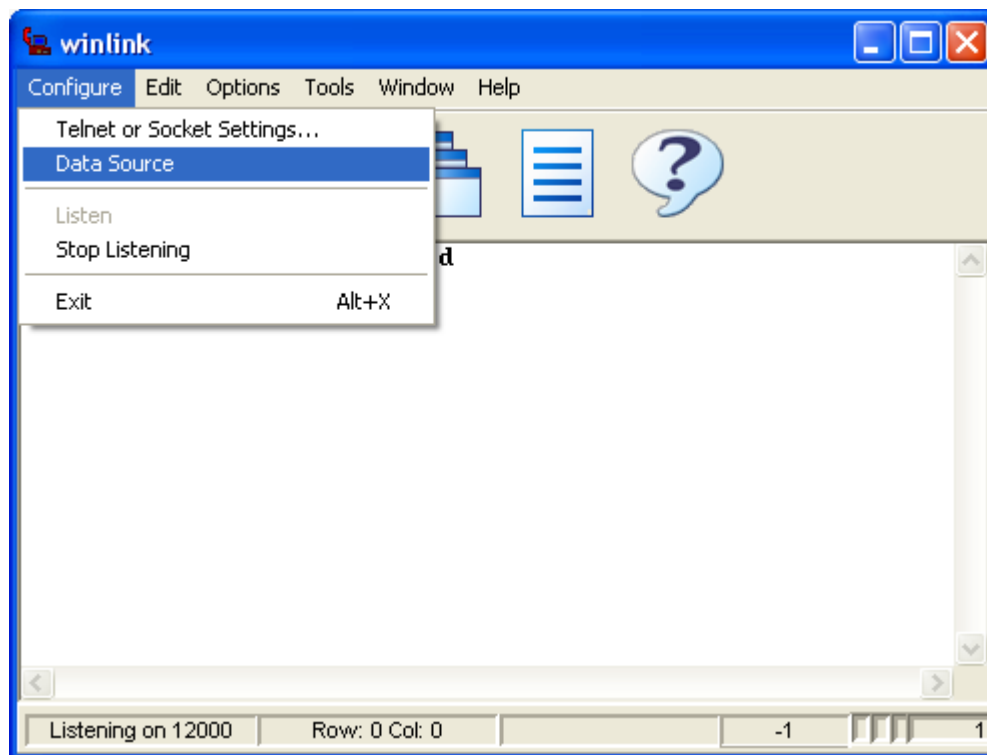 winlink
Configure Edit Options Tools Window Help
Telnet or Socket Settings...
Data Source
Listen
Stop Listening
d
Exit Alt+X
Listening on 12000 Row: 0 Col: 0 -1 1